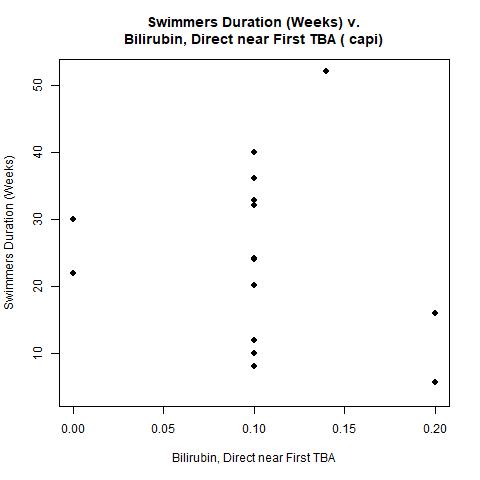 Swimmers Duration (Weeks) v.
Bilirubin, Direct near First TBA ( capi)
Swimmers Duration (Weeks)
50
40
30
20
10
0.00 0.05 0.10 0.15 0.20
Bilirubin, Direct near First TBA